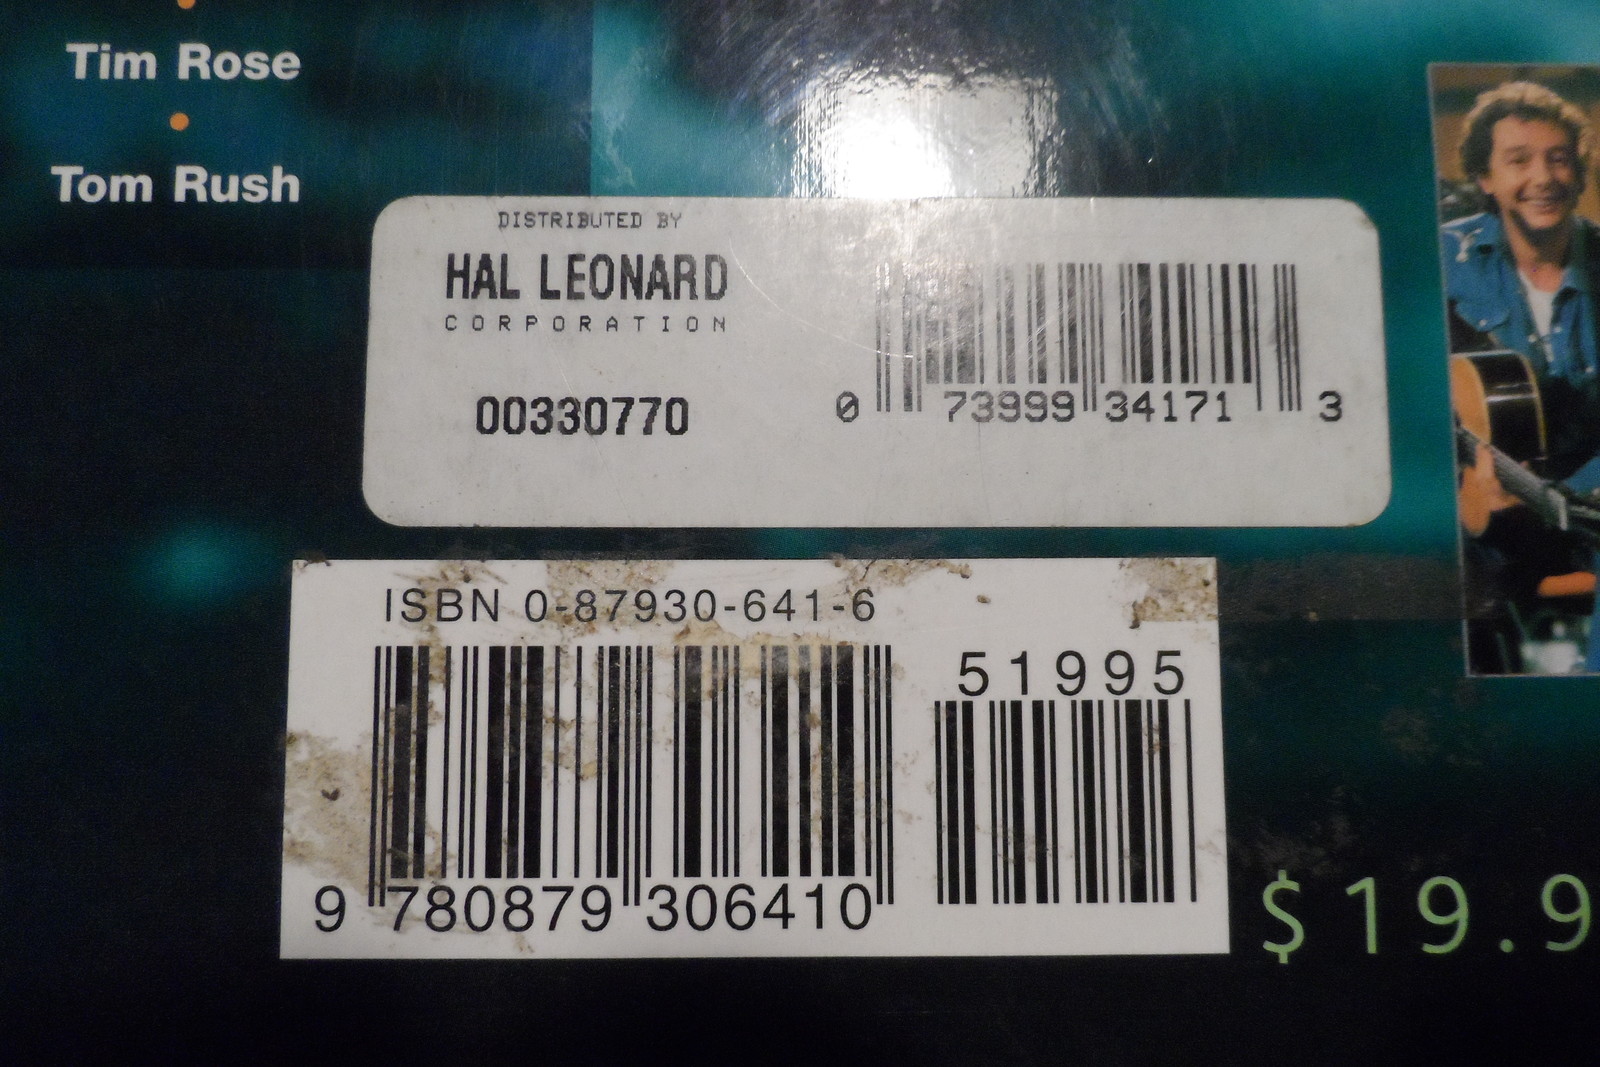 Tim Rose
Tom Rush
DISTRIBUTED BY
HAL LEONARD
CORPORATION
00330770
0 73999 34171 3
ISBN 0-87930-641-6
51995
9 780879 306410
$19.9